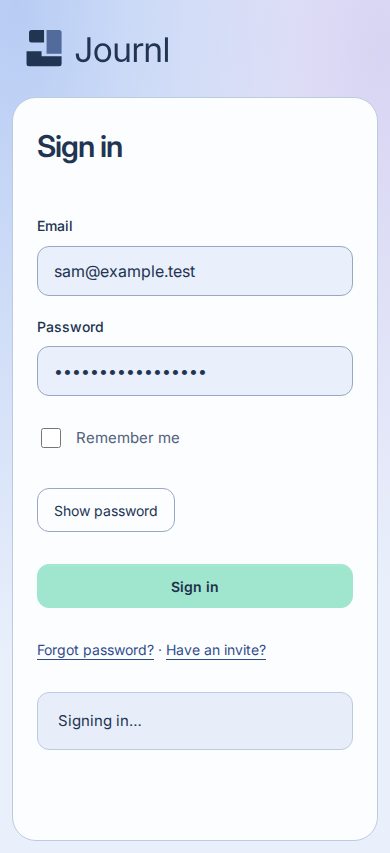 Journl
Sign in
Email
sam@example.test
Password
•••••••••••••••••
Remember me
Show password
Sign in
Forgot password? · Have an invite?
Signing in...